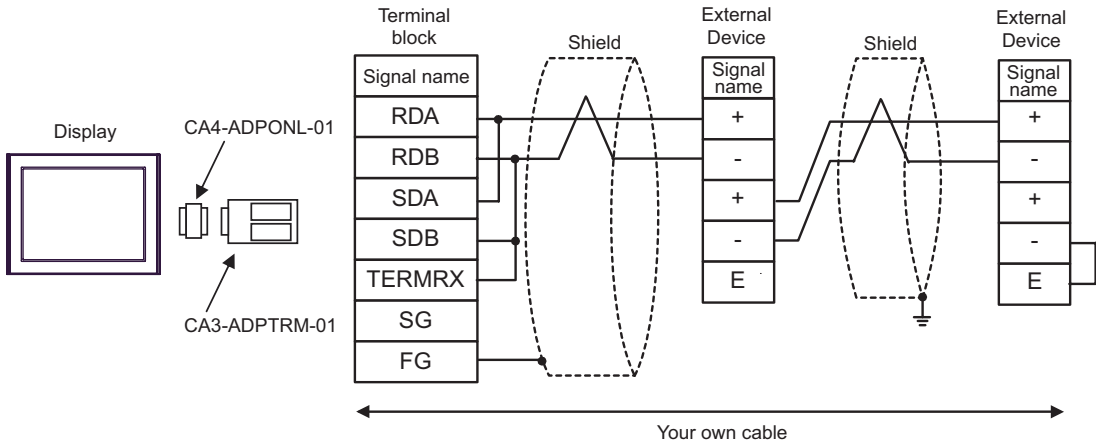 Display
CA4-ADPONL-01
CA3-ADPTRM-01
Terminal
block
Signal name
RDA
RDB
SDA
SDB
TERMRX
SG
FG
Shield
External
Device
Signal
name
+
-
+
-
E
Shield
External
Device
Signal
name
+
-
+
-
E
Your own cable